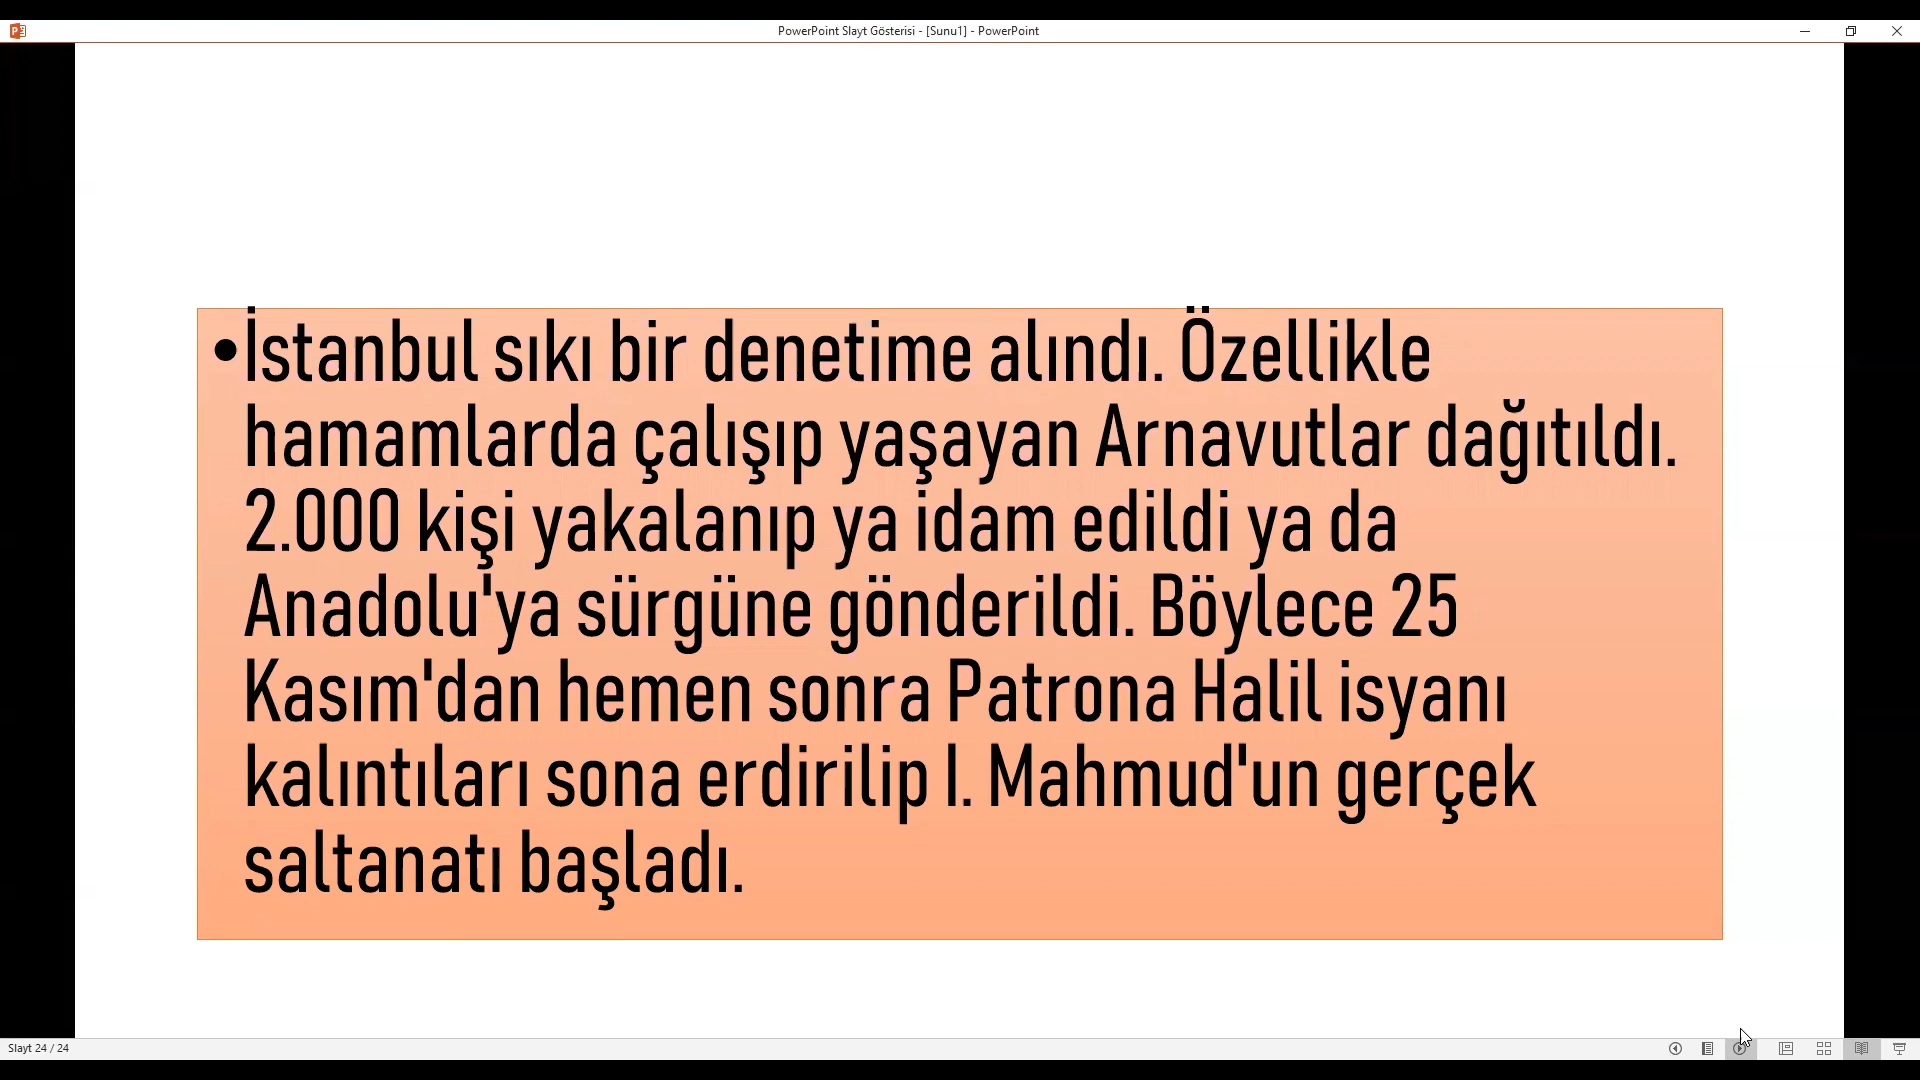 PowerPoint Slayt Gösterisi - [Sunu1] - PowerPoint
•İstanbul sıkı bir denetime alındı. Özellikle
hamamlarda çalışıp yaşayan Arnavutlar dağıtıldı.
2.000 kişi yakalanıp ya idam edildi ya da
Anadolu'ya sürgüne gönderildi. Böylece 25
Kasım'dan hemen sonra Patrona Halil isyanı
kalıntıları sona erdirilip I. Mahmud'un gerçek
saltanatı başladı.
Slayt 24 / 24